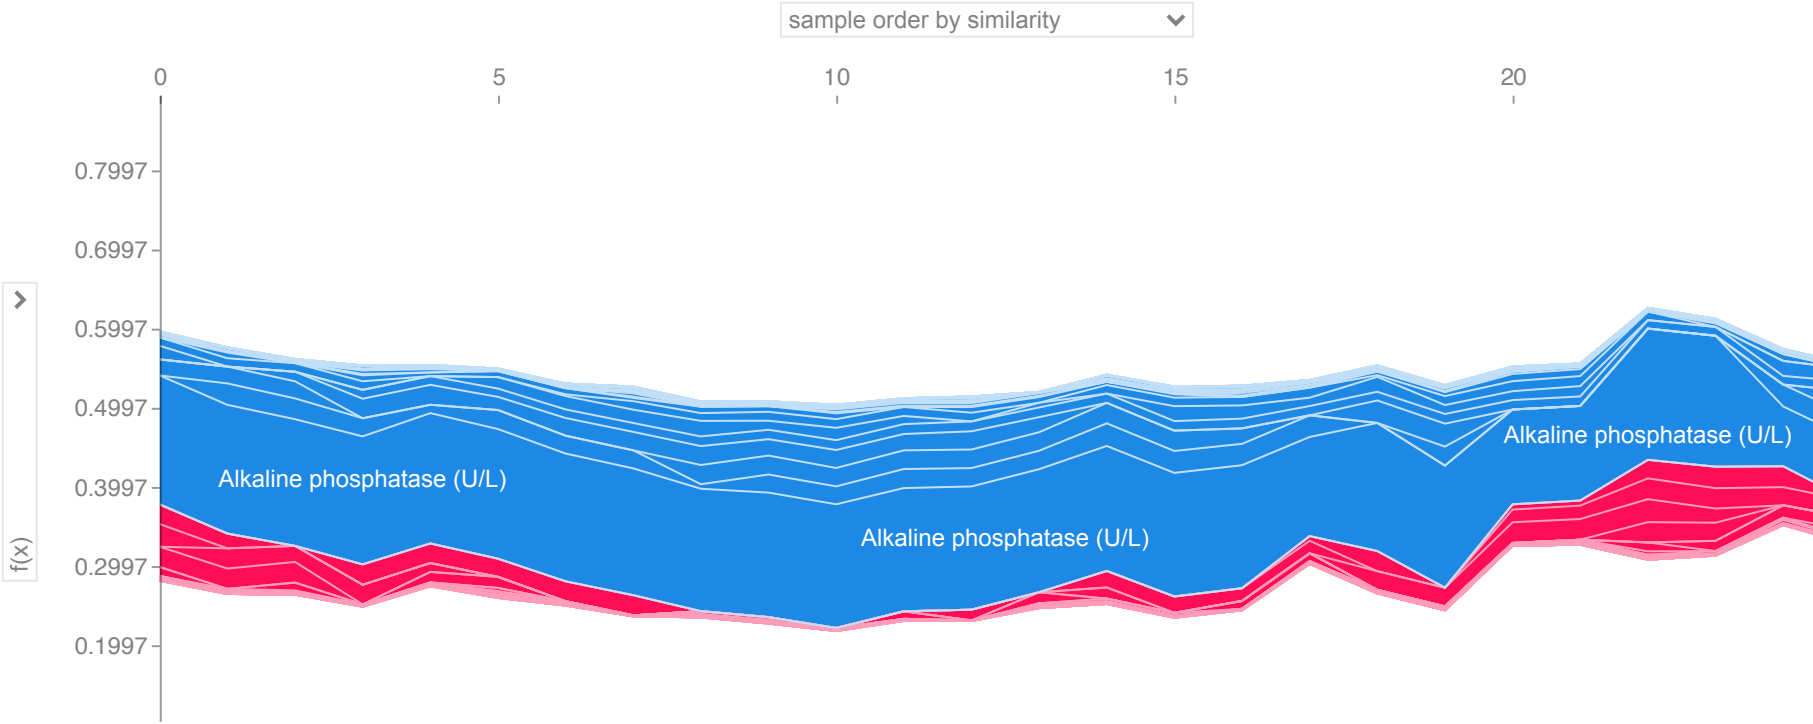 sample order by similarity
0 5 10 15 20
0.7997
0.6997
0.5997
0.4997
Alkaline phosphatase (U/L)
Alkaline phosphatase (U/L)
0.3997
Alkaline phosphatase (U/L)
f(x)
0.2997
0.1997